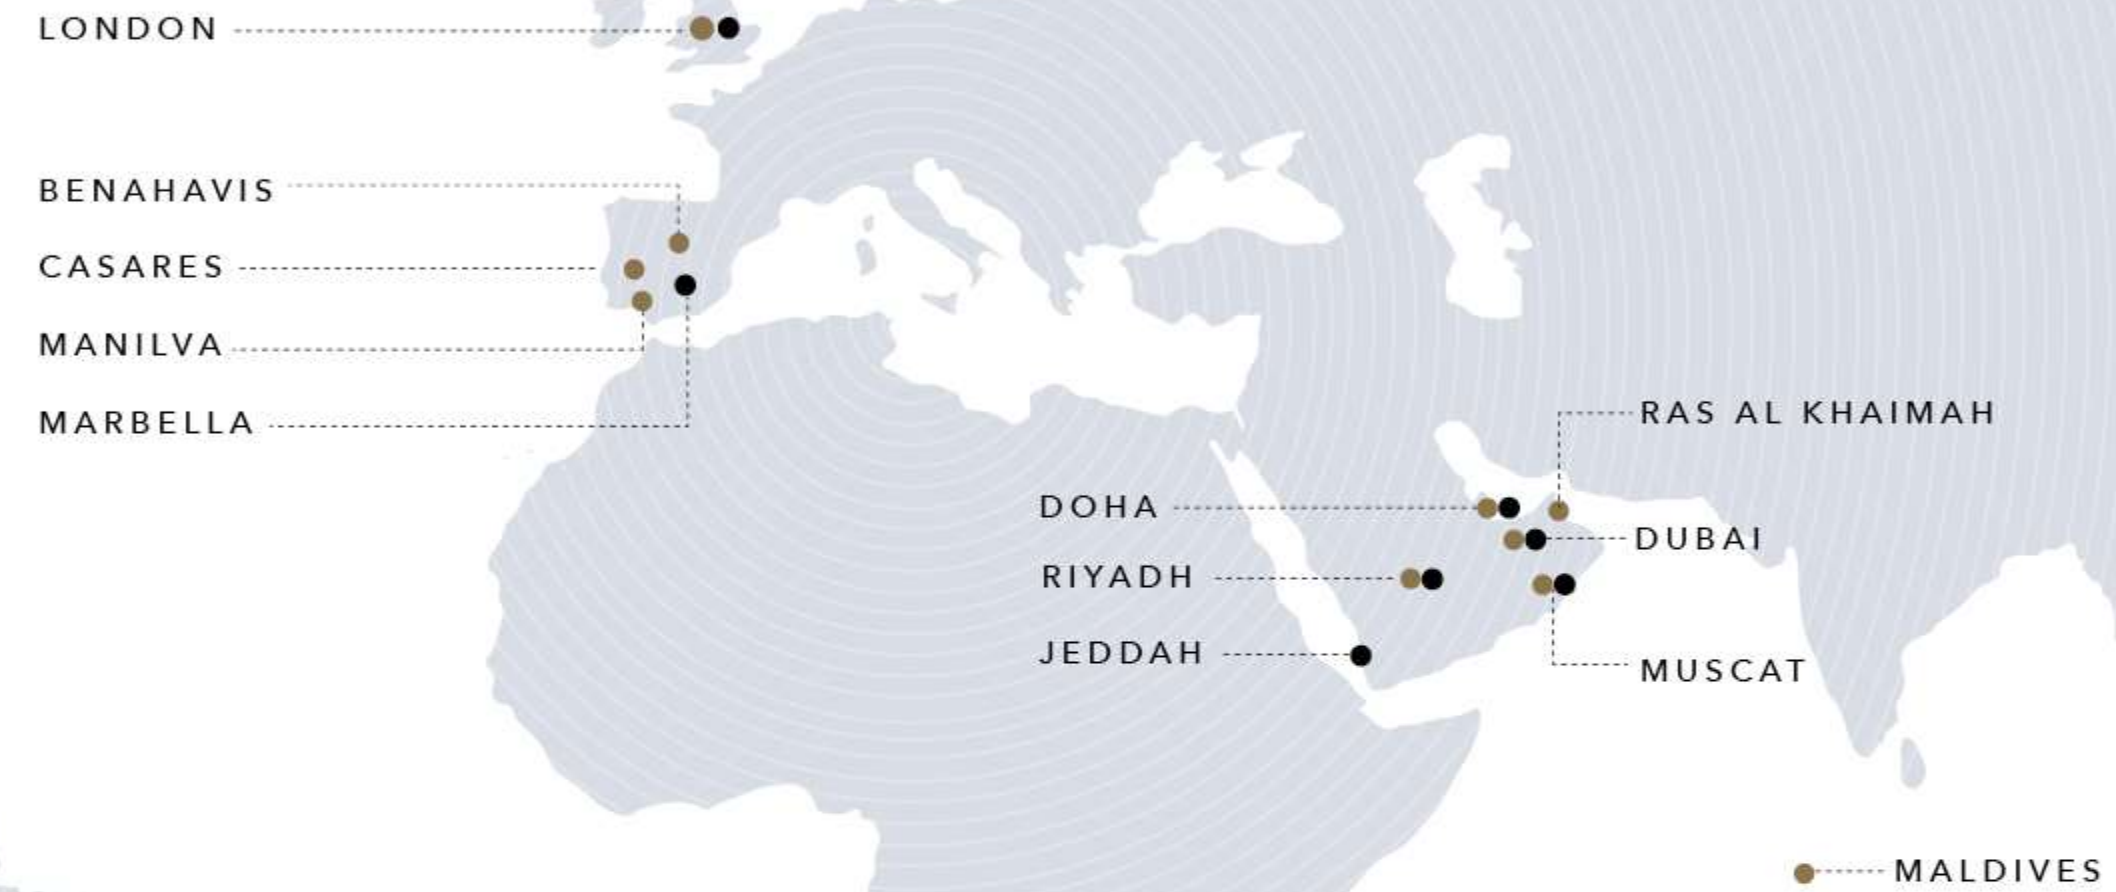 LONDON
BENAHAVIS
CASARES
MANILVA
MARBELLA
RAS AL KHAIMAH
DOHA
DUBAI
RIYADH
JEDDAH
MUSCAT
MALDIVES